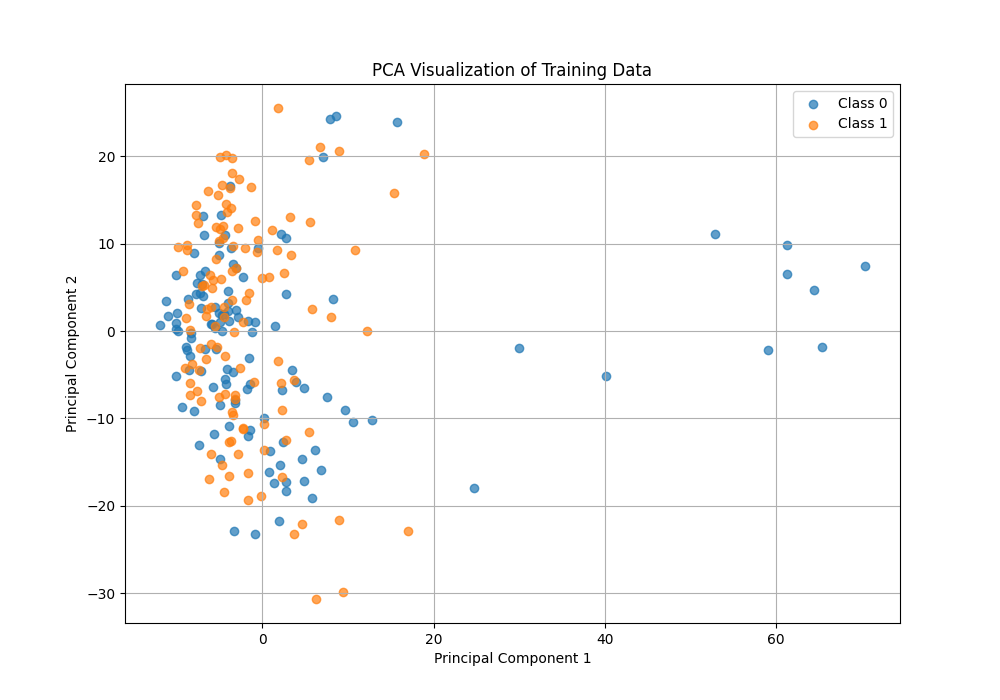 PCA Visualization of Training Data
Class 0
Class 1
Principal Component 2
20
10
0
−10
−20
−30
0
20
40
60
Principal Component 1